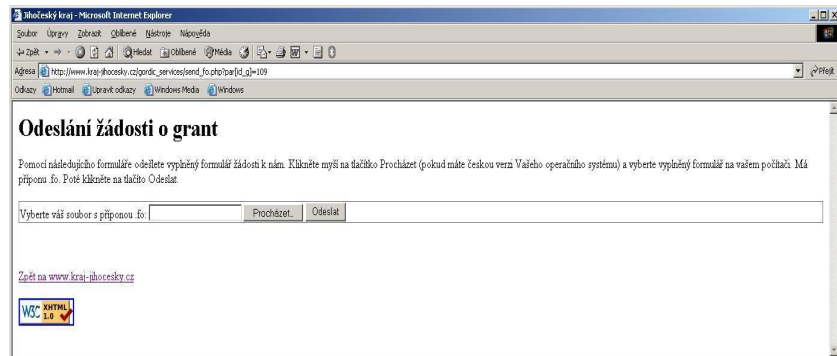 Jihočeský kraj - Microsoft Internet Explorer
Soubor Úpravy Zobrazit Oblíbené Nástroje Nápověda
Zpět Hledat Oblíbené Média
Adresa http://www.kraj-jihocesky.cz/gordic_services/send_fo.php?par[id_g]=109 Přejít
Odkazy Hotmail Upravit odkazy Windows Media Windows
Odeslání žádosti o grant
Pomocí následujícího formuláře odešlete vyplněný formulář žádosti k nám. Klikněte myší na tlačítko Procházet (pokud máte českou verzi Vašeho operačního systému) a vyberte vyplněný formulář na vašem počítači. Má
příponu .fo. Poté klikněte na tlačíto Odeslat.
Vyberte váš soubor s příponou .fo: Procházet... Odeslat
Zpět na www.kraj-jihocesky.cz
W3C XHTML
1.0